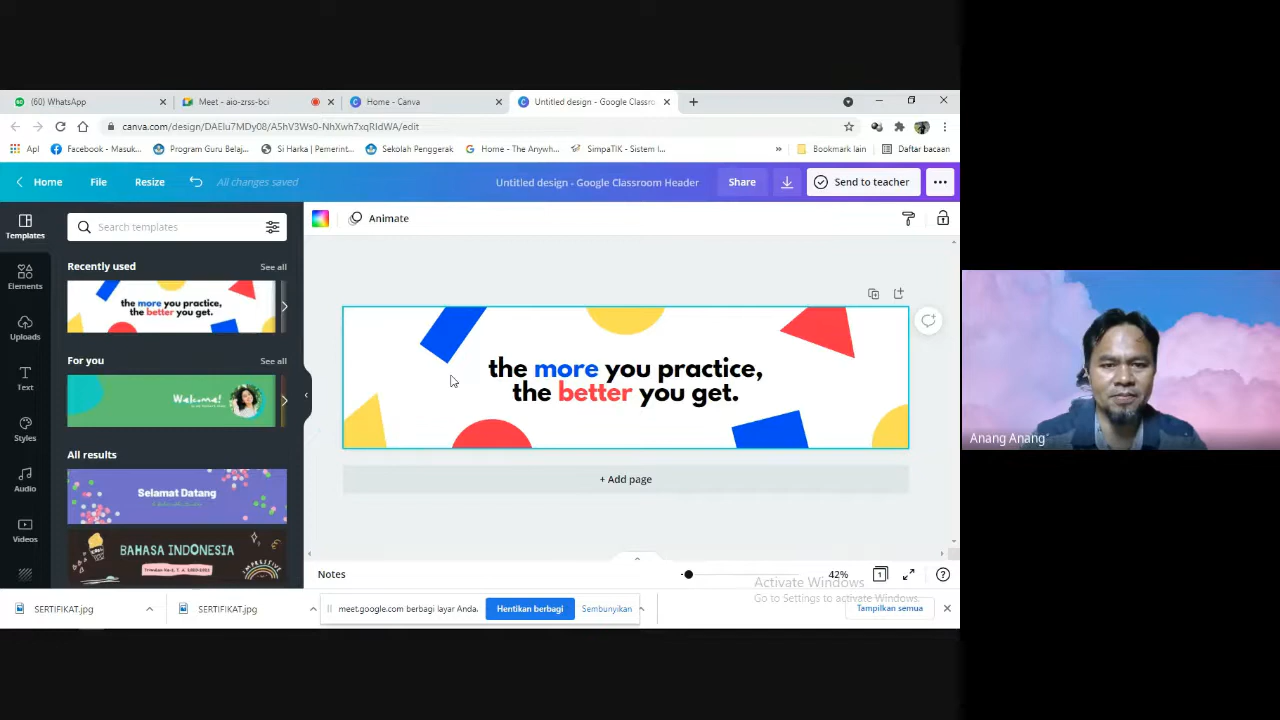 (60) WhatsApp
Meet - aio-zrss-bci
Home - Canva
Untitled design - Google Classro
canva.com/design/DAElu7MDy08/A5hV3Ws0-NhXwh7xqRIdWA/edit
Apl
Facebook - Masuk...
Program Guru Belaj...
Si Harka | Pemerint...
Sekolah Penggerak
Home - The Anywh...
SimpaTIK - Sistem I...
»
Bookmark lain
Daftar bacaan
Home
File
Resize
All changes saved
Untitled design - Google Classroom Header
Share
Send to teacher
Templates
Elements
Uploads
Text
Styles
Audio
Videos
Search templates
Recently used
See all
the more you practice,
the better you get.
For you
See all
Welcome!
All results
Selamat Datang
BAHASA INDONESIA
IMPRESSIVE
Animate
the more you practice,
the better you get.
+ Add page
Notes
42%
1
Activate Windows
Go to Settings to activate Windows.
SERTIFIKAT.jpg
SERTIFIKAT.jpg
meet.google.com berbagi layar Anda.
Hentikan berbagi
Sembunyikan
Tampilkan semua
Anang Anang